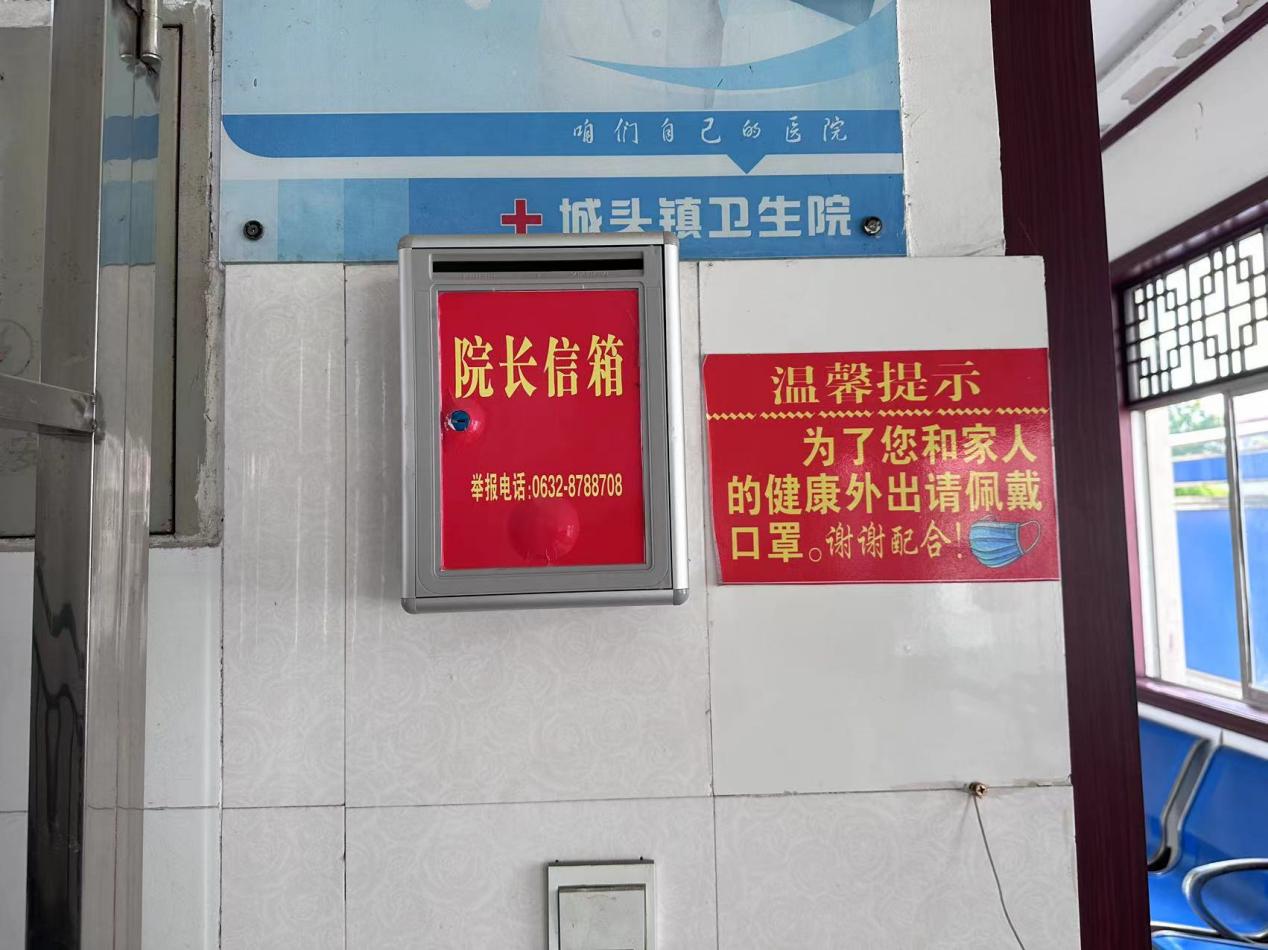 咱们自己的医院
城头镇卫生院
院长信箱
举报电话:0632-8788708
温馨提示
为了您和家人
的健康外出请佩戴
口罩。谢谢配合!